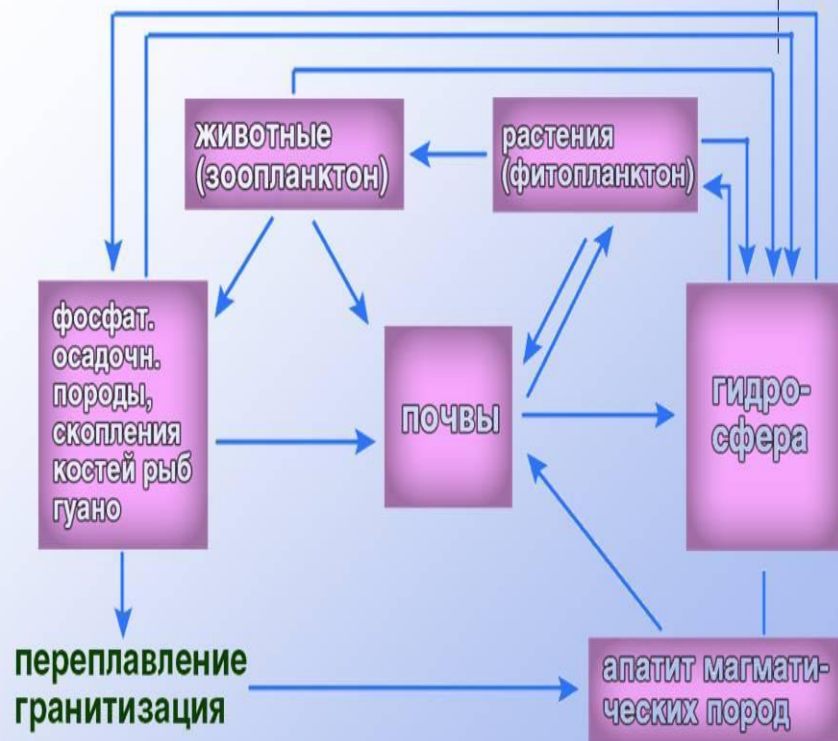 животные
(зоопланктон)
растения
(фитопланктон)
фосфат.
осадочн.
породы,
скопления
костей рыб
гуано
почвы
гидро-
сфера
переплавление
гранитизация
апатит магмати-
ческих пород